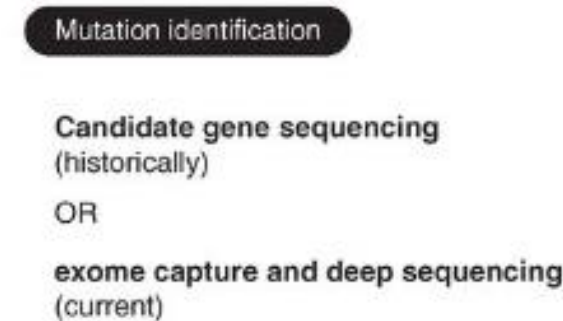 Mutation identification
Candidate gene sequencing
(historically)
OR
exome capture and deep sequencing
(current)